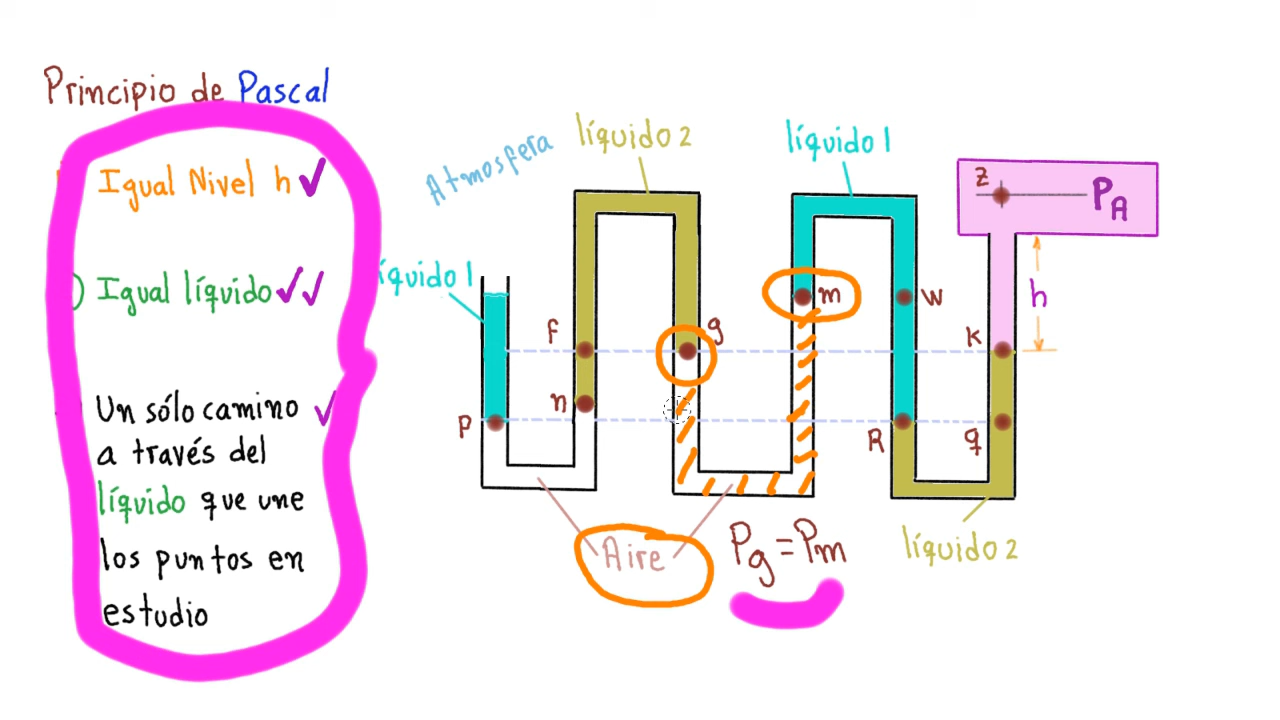 Principio de Pascal
Igual Nivel h ✓
) Igual líquido ✓✓
Un sólo camino ✓
a través del
líquido que une
los puntos en
estudio
Atmosfera
líquido 2
líquido 1
íquido 1
z
PA
h
m
w
f
g
K
n
P
R
q
Aire
Pg = Pm
líquido 2